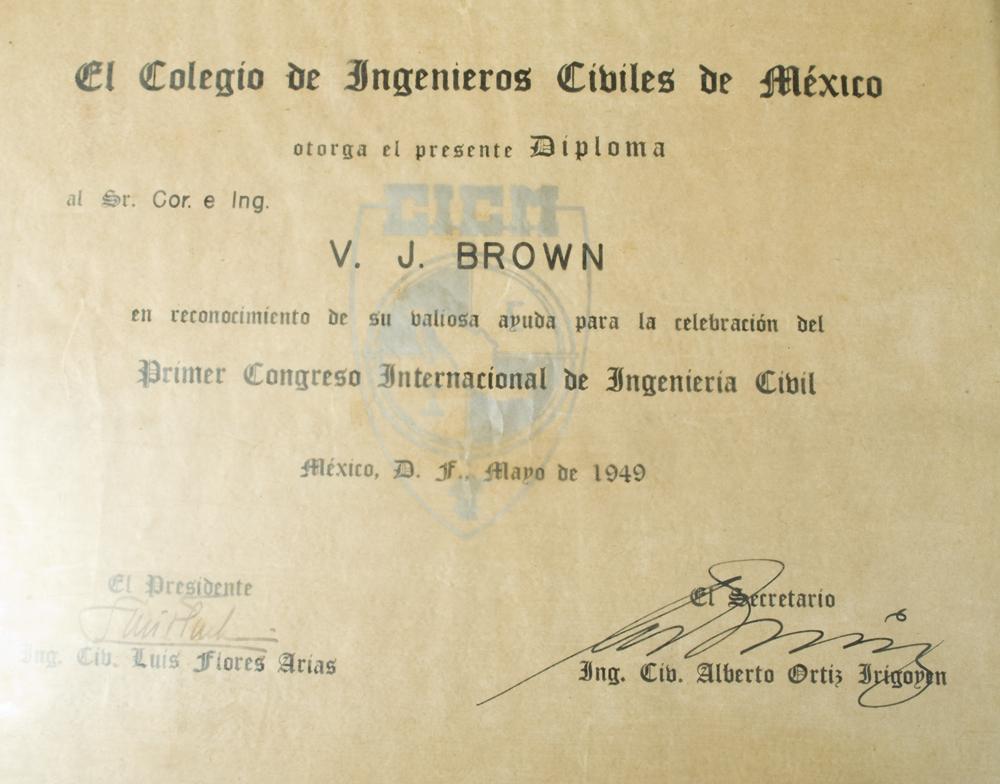 El Colegio de Ingenieros Civiles de México
otorga el presente Diploma
al Sr. Cor. e Ing.
CICM
V. J. BROWN
en reconocimiento de su valiosa ayuda para la celebración del
Primer Congreso Internacional de Ingenieria Civil
México, D. F., Mayo de 1949
El Presidente
Ing. Civ. Luis Flores Arias
El Secretario
Ing. Civ. Alberto Ortiz Irigoyen